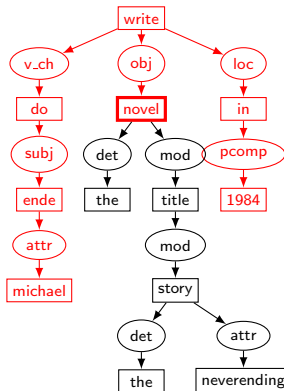 write
v_ch obj loc
do novel in
subj det mod pcomp
ende the title 1984
attr mod
michael story
det attr
the neverending